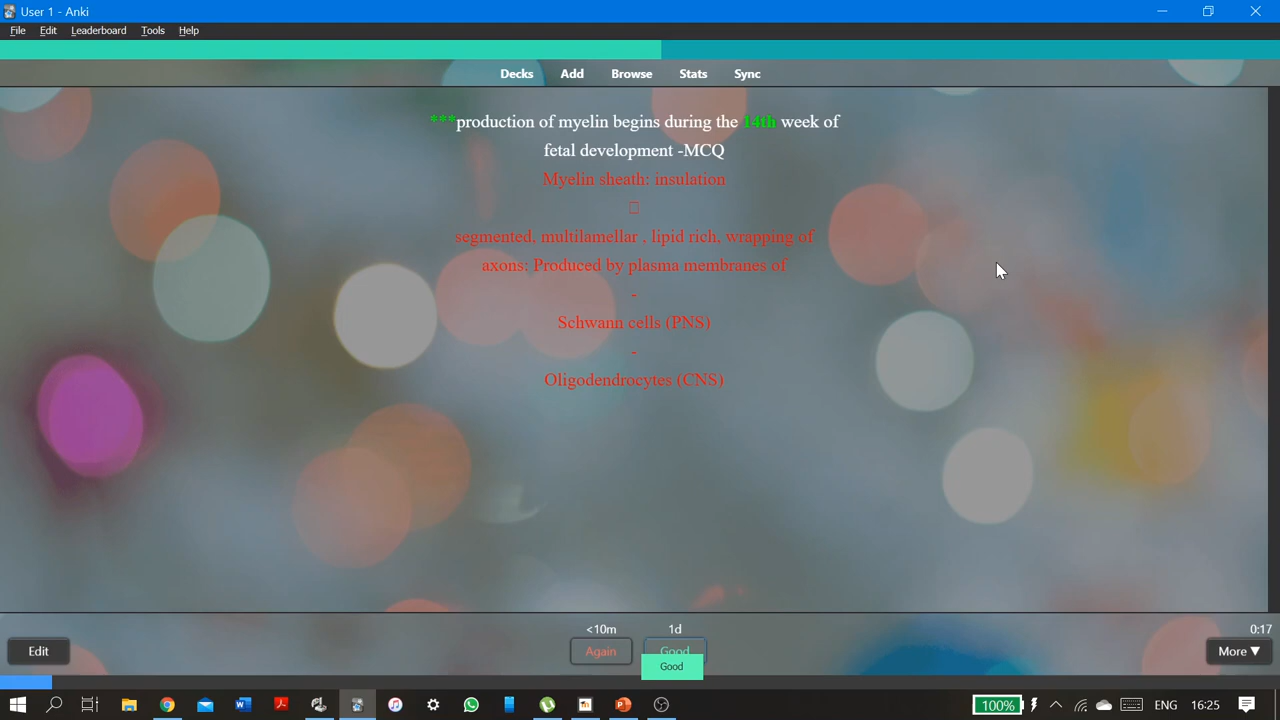 User 1 - Anki
File Edit Leaderboard Tools Help
Decks Add Browse Stats Sync
***production of myelin begins during the 14th week of
fetal development -MCQ
Myelin sheath: insulation
segmented, multilamellar , lipid rich, wrapping of
axons: Produced by plasma membranes of
-
Schwann cells (PNS)
-
Oligodendrocytes (CNS)
<10m 1d 0:17
Edit Again Good More ▼
Good
100% ENG 16:25